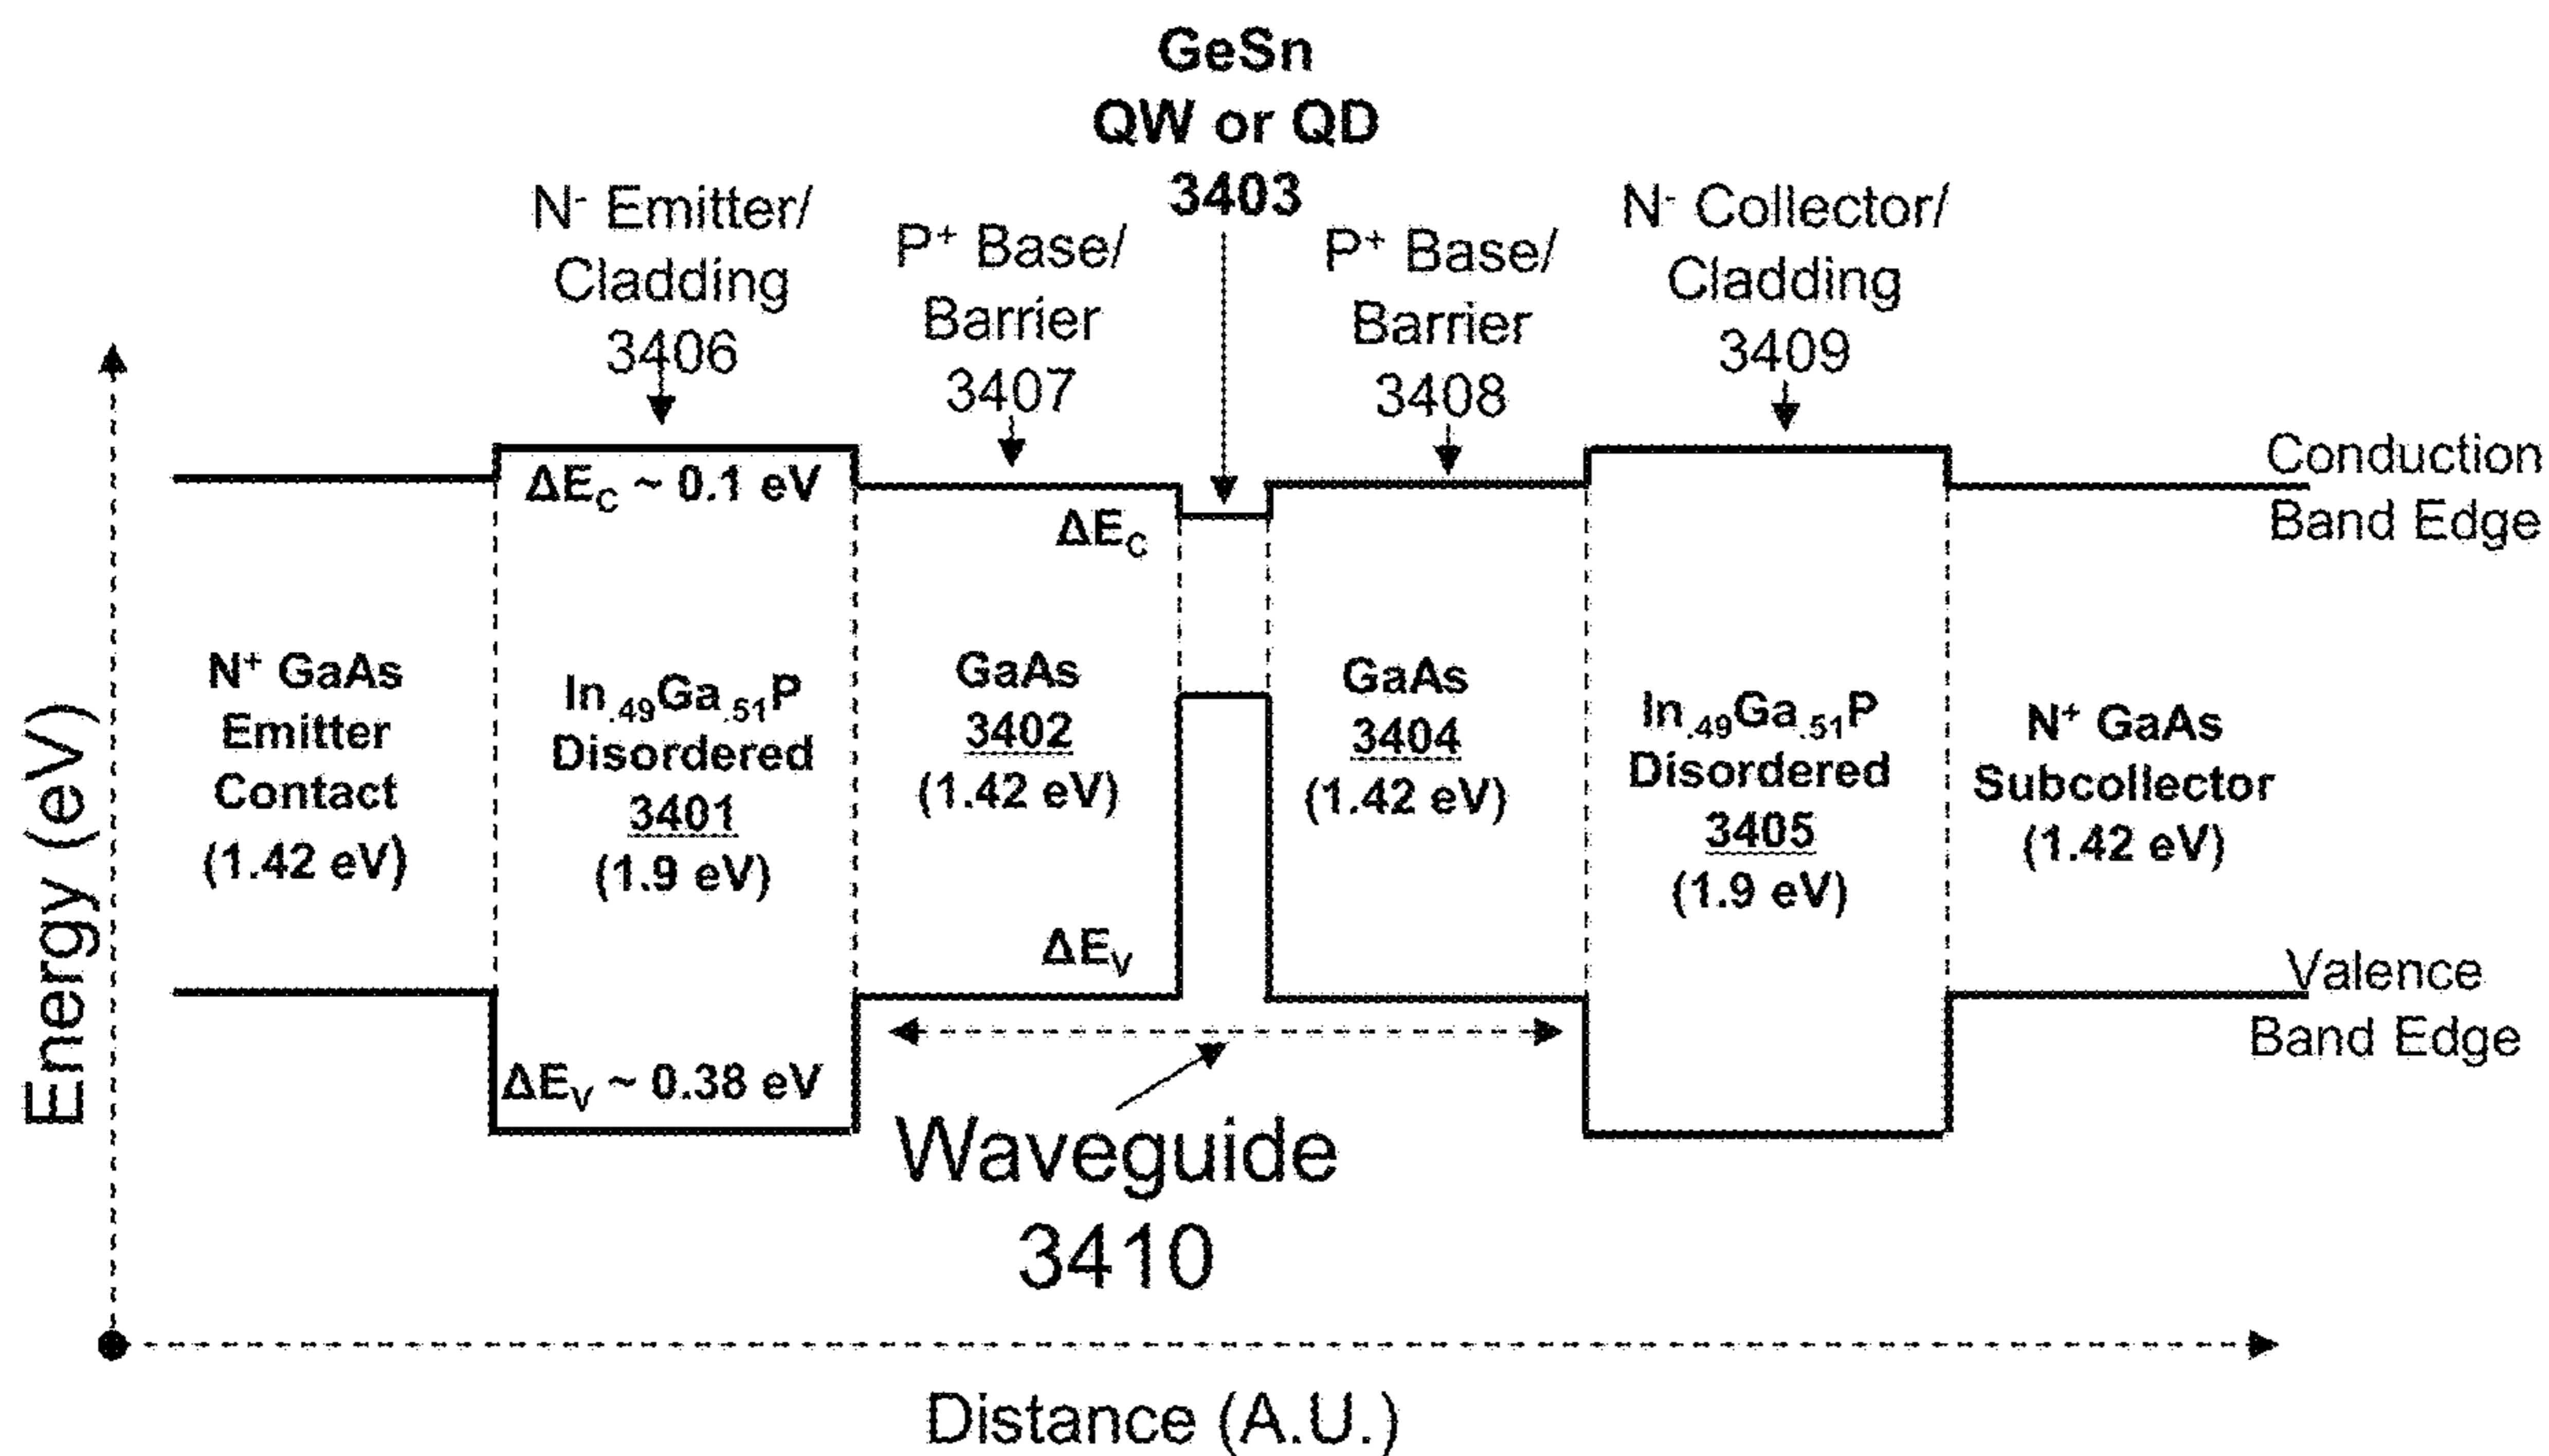 GeSn
QW or QD
3403
N- Emitter/
Cladding
3406
P+ Base/
Barrier
3407
P+ Base/
Barrier
3408
N- Collector/
Cladding
3409
Conduction
Band Edge
ΔEC ~ 0.1 eV
ΔEC
N+ GaAs
Emitter
Contact
(1.42 eV)
In.49Ga.51P
Disordered
3401
(1.9 eV)
GaAs
3402
(1.42 eV)
GaAs
3404
(1.42 eV)
In.49Ga.51P
Disordered
3405
(1.9 eV)
N+ GaAs
Subcollector
(1.42 eV)
ΔEV
ΔEV ~ 0.38 eV
Valence
Band Edge
Waveguide
3410
Energy (eV)
Distance (A.U.)